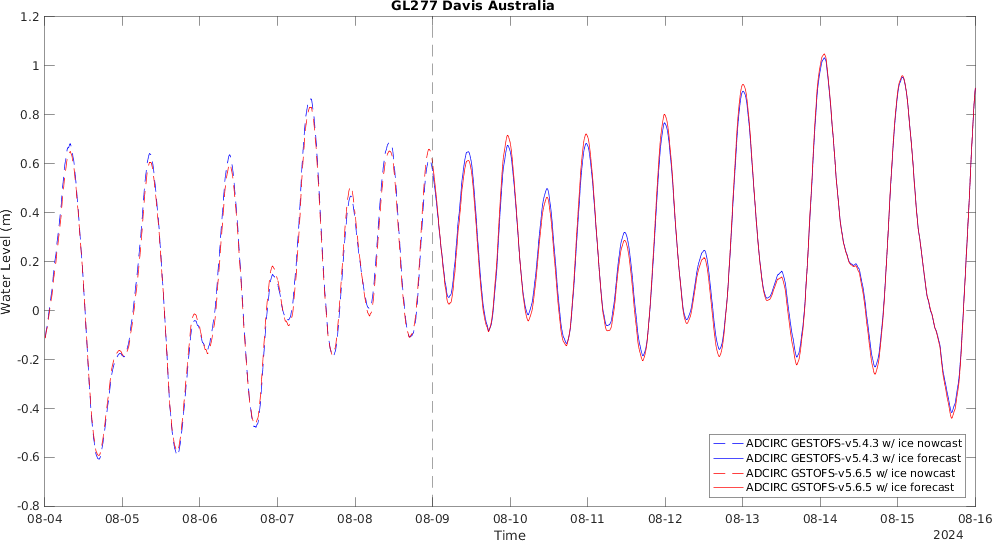 GL277 Davis Australia
1.2
1
0.8
0.6
0.4
0.2
0
-0.2
-0.4
-0.6
-0.8
Water Level (m)
ADCIRC GESTOFS-v5.4.3 w/ ice nowcast
ADCIRC GESTOFS-v5.4.3 w/ ice forecast
ADCIRC GSTOFS-v5.6.5 w/ ice nowcast
ADCIRC GSTOFS-v5.6.5 w/ ice forecast
08-04 08-05 08-06 08-07 08-08 08-09 08-10 08-11 08-12 08-13 08-14 08-15 08-16
Time
2024